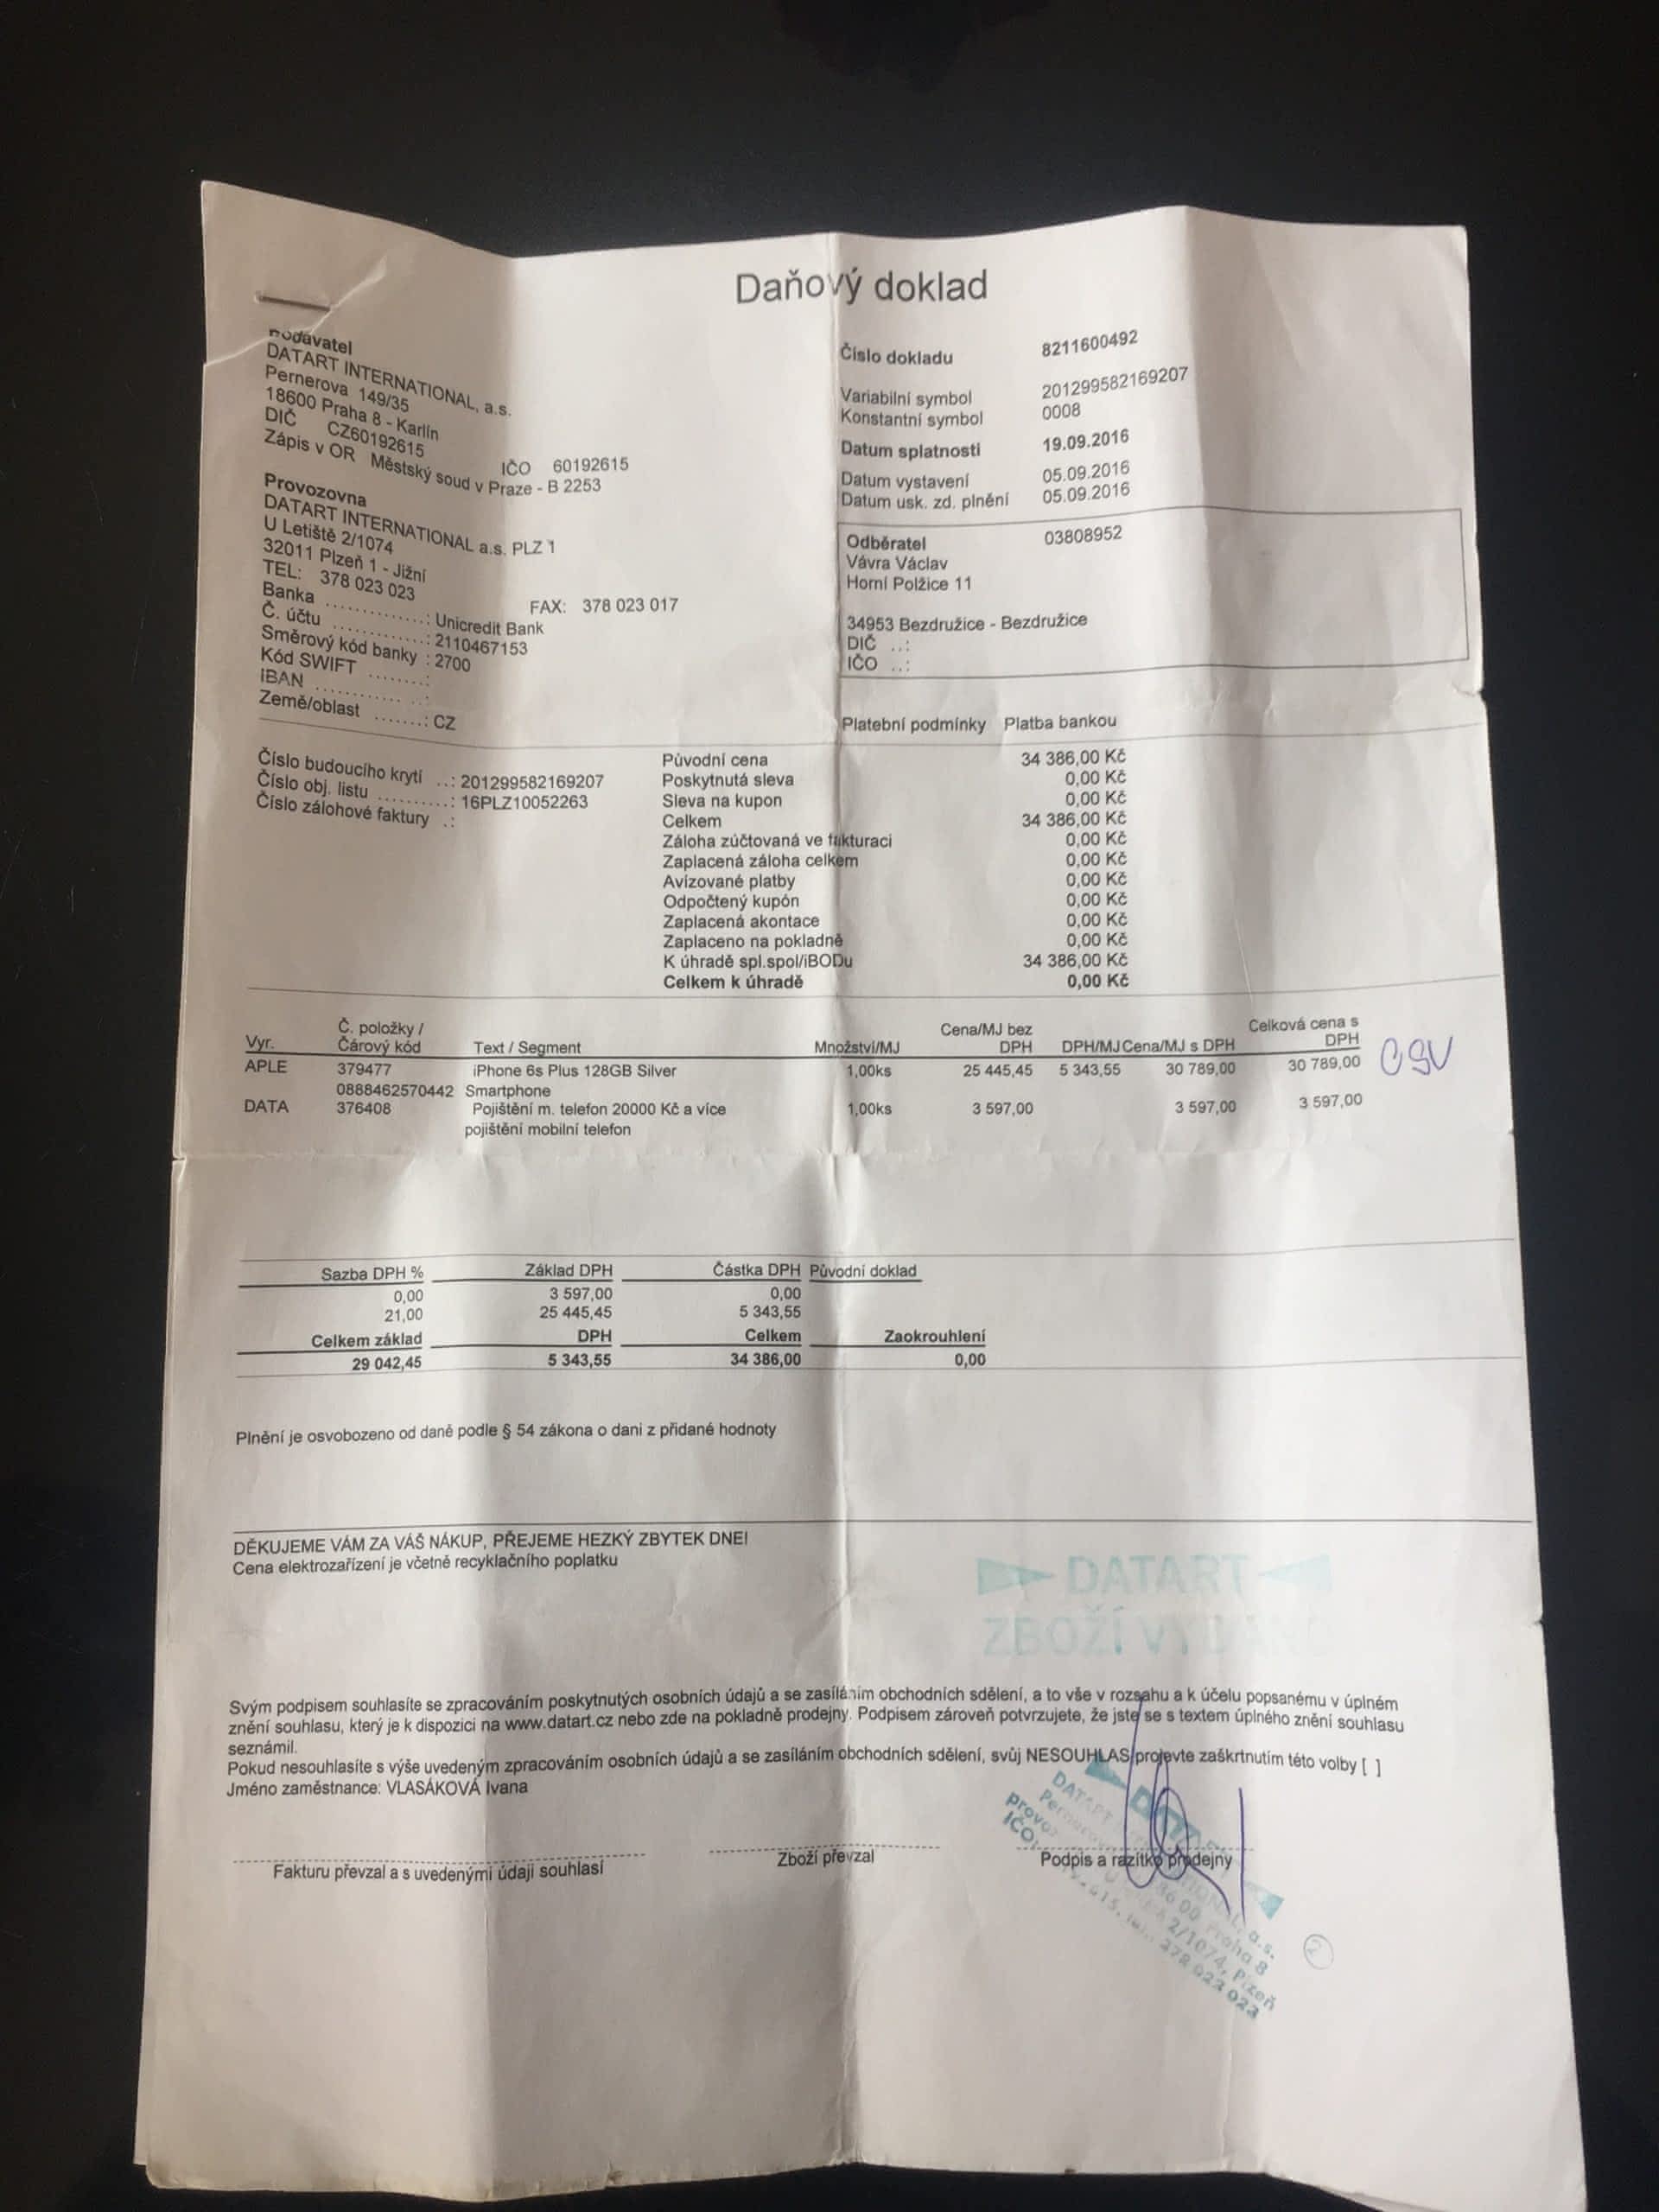 Daňový doklad
DATART INTERNATIONAL, a.s.
Pernerova 149/35
18600 Praha 8 - Karlín
DIČ CZ60192615
IČO 60192615
Zápis v OR Městský soud v Praze - B 2253
Provozovna
DATART INTERNATIONAL a.s. PLZ 1
U Letiště 2/1074
32011 Plzeň 1 - Jižní
TEL: 378 023 023
FAX: 378 023 017
Banka ..............: Unicredit Bank
Č. účtu .............: 2110467153
Směrový kód banky : 2700
Kód SWIFT ........:
IBAN ............ ..:
Země/oblast .......: CZ
Číslo dokladu 8211600492
Variabilní symbol 201299582169207
Konstantní symbol 0008
Datum splatnosti 19.09.2016
Datum vystavení 05.09.2016
Datum usk. zd. plnění 05.09.2016
Odběratel 03808952
Vávra Václav
Horní Polžice 11
34953 Bezdružice - Bezdružice
DIČ ..:
IČO ..:
Platební podmínky Platba bankou
Číslo budoucího krytí ..: 201299582169207
Číslo obj. listu ..........: 16PLZ10052263
Číslo zálohové faktury .:
Původní cena 34 386,00 Kč
Poskytnutá sleva 0,00 Kč
Sleva na kupon 0,00 Kč
Celkem 34 386,00 Kč
Záloha zúčtovaná ve fakturaci 0,00 Kč
Zaplacená záloha celkem 0,00 Kč
Avizované platby 0,00 Kč
Odpočtený kupón 0,00 Kč
Zaplacená akontace 0,00 Kč
Zaplaceno na pokladně 0,00 Kč
K úhradě spl.spol/iBODu 34 386,00 Kč
Celkem k úhradě 0,00 Kč
Vyr. Č. položky / Čárový kód Text / Segment Množství/MJ Cena/MJ bez DPH DPH/MJ Cena/MJ s DPH Celková cena s DPH
APLE 379477 iPhone 6s Plus 128GB Silver 1,00ks 25 445,45 5 343,55 30 789,00 30 789,00
0888462570442 Smartphone
DATA 376408 Pojištění m. telefon 20000 Kč a více 1,00ks 3 597,00 3 597,00 3 597,00
pojištění mobilní telefon
Sazba DPH % Základ DPH Částka DPH Původní doklad
0,00 3 597,00 0,00
21,00 25 445,45 5 343,55
Celkem základ DPH Celkem Zaokrouhlení
29 042,45 5 343,55 34 386,00 0,00
Plnění je osvobozeno od daně podle § 54 zákona o dani z přidané hodnoty
DĚKUJEME VÁM ZA VÁŠ NÁKUP, PŘEJEME HEZKÝ ZBYTEK DNE!
Cena elektrozařízení je včetně recyklačního poplatku
DATART
ZBOŽÍ VYDÁNO
Svým podpisem souhlasíte se zpracováním poskytnutých osobních údajů a se zasíláním obchodních sdělení, a to vše v rozsahu a k účelu popsanému v úplném
znění souhlasu, který je k dispozici na www.datart.cz nebo zde na pokladně prodejny. Podpisem zároveň potvrzujete, že jste se s textem úplného znění souhlasu
seznámil.
Pokud nesouhlasíte s výše uvedeným zpracováním osobních údajů a se zasíláním obchodních sdělení, svůj NESOUHLAS projevte zaškrtnutím této volby [ ]
Jméno zaměstnance: VLASÁKOVÁ Ivana
Fakturu převzal a s uvedenými údaji souhlasí
Zboží převzal
Podpis a razítko prodejny
2